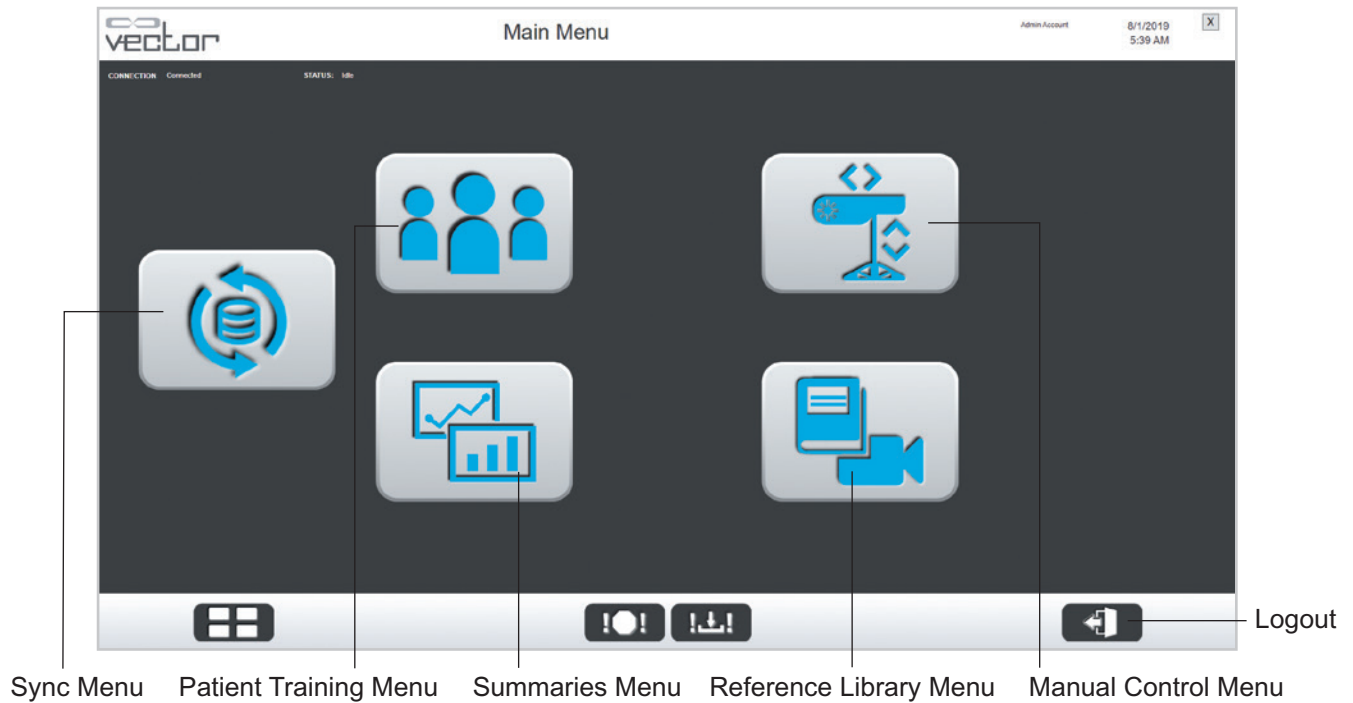 vector
Main Menu
Admin Account
8/1/2019
5:39 AM
X
CONNECTION Connected
STATUS: Idle
!●! !!
Logout
Sync Menu
Patient Training Menu
Summaries Menu
Reference Library Menu
Manual Control Menu